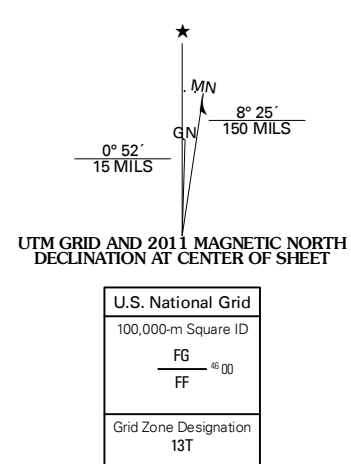 ★
MN
8° 25´
150 MILS
GN
0° 52´
15 MILS
UTM GRID AND 2011 MAGNETIC NORTH
DECLINATION AT CENTER OF SHEET
U.S. National Grid
100,000-m Square ID
FG
46 00
FF
Grid Zone Designation
13T